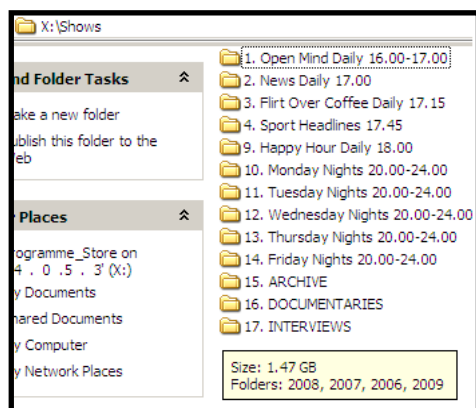 X:\Shows
nd Folder Tasks
ake a new folder
ublish this folder to the
Web
Places
rogramme_Store on
4 . 0 .5 . 3' (X:)
y Documents
hared Documents
y Computer
y Network Places
1. Open Mind Daily 16.00-17.00
2. News Daily 17.00
3. Flirt Over Coffee Daily 17.15
4. Sport Headlines 17.45
9. Happy Hour Daily 18.00
10. Monday Nights 20.00-24.00
11. Tuesday Nights 20.00-24.00
12. Wednesday Nights 20.00-24.00
13. Thursday Nights 20.00-24.00
14. Friday Nights 20.00-24.00
15. ARCHIVE
16. DOCUMENTARIES
17. INTERVIEWS
Size: 1.47 GB
Folders: 2008, 2007, 2006, 2009